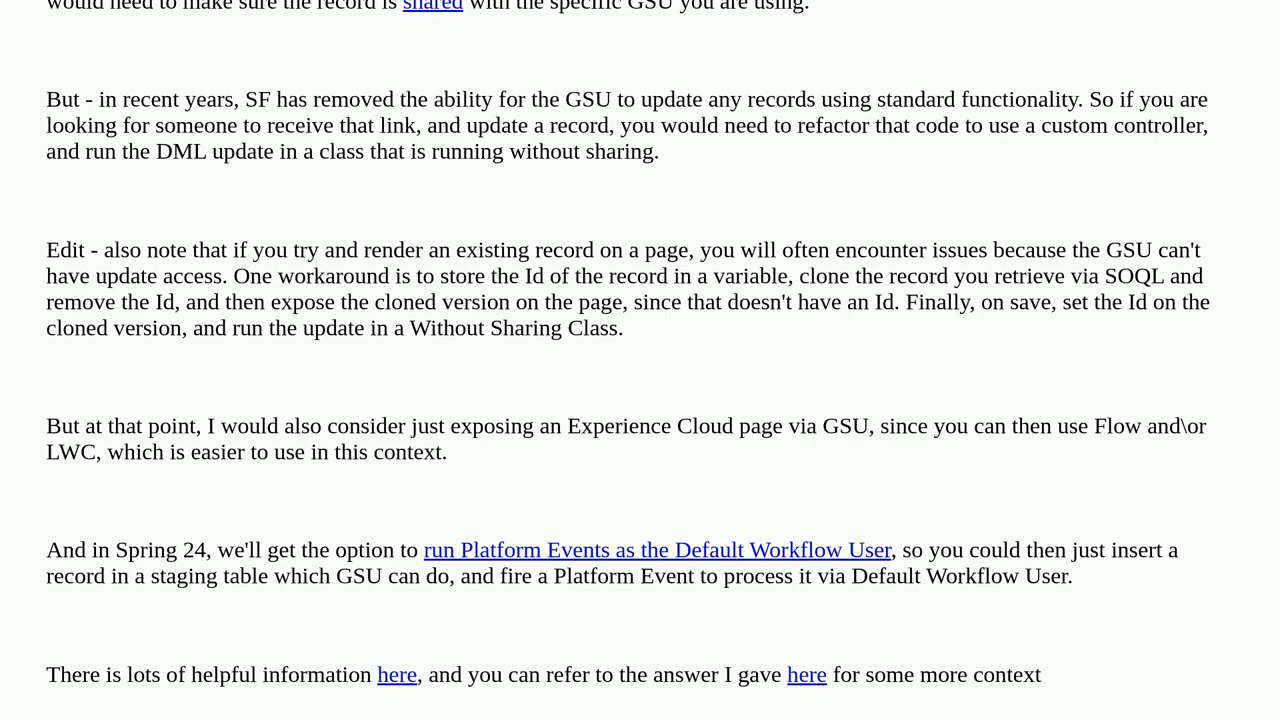 would need to make sure the record is shared with the specific GSU you are using.
But - in recent years, SF has removed the ability for the GSU to update any records using standard functionality. So if you are
looking for someone to receive that link, and update a record, you would need to refactor that code to use a custom controller,
and run the DML update in a class that is running without sharing.
Edit - also note that if you try and render an existing record on a page, you will often encounter issues because the GSU can't
have update access. One workaround is to store the Id of the record in a variable, clone the record you retrieve via SOQL and
remove the Id, and then expose the cloned version on the page, since that doesn't have an Id. Finally, on save, set the Id on the
cloned version, and run the update in a Without Sharing Class.
But at that point, I would also consider just exposing an Experience Cloud page via GSU, since you can then use Flow and\or
LWC, which is easier to use in this context.
And in Spring 24, we'll get the option to run Platform Events as the Default Workflow User, so you could then just insert a
record in a staging table which GSU can do, and fire a Platform Event to process it via Default Workflow User.
There is lots of helpful information here, and you can refer to the answer I gave here for some more context